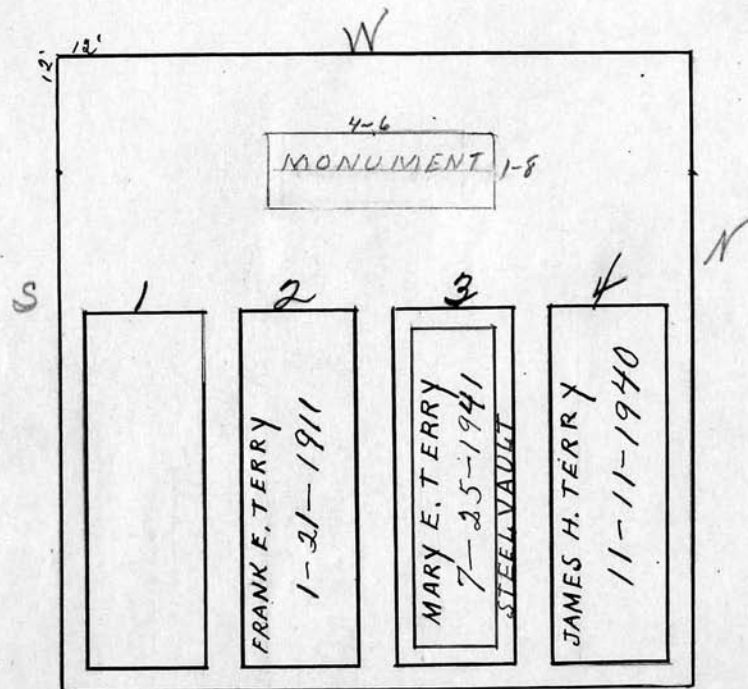 W
12'
12'
4-6
MONUMENT
1-8
S
N
1
2
3
4
FRANK E. TERRY
1-21-1911
MARY E. TERRY
7-25-1941
STEEL VAULT
JAMES H. TERRY
11-11-1940